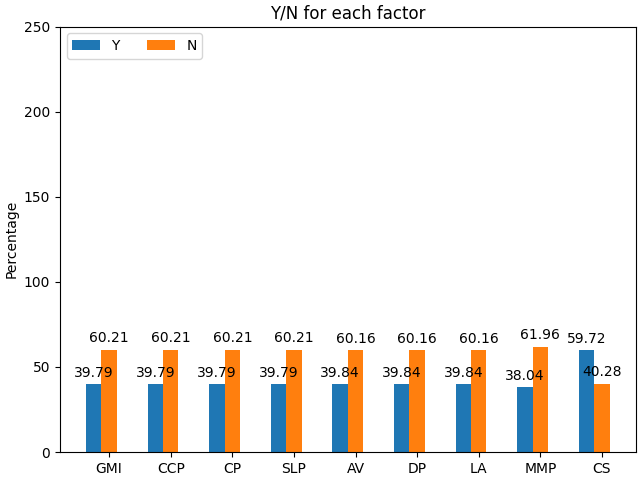 Y/N for each factor
Y N
250
200
150
100
50
0
Percentage
60.21 60.21 60.21 60.21 60.16 60.16 60.16 61.96 59.72
39.79 39.79 39.79 39.79 39.84 39.84 39.84 38.04 40.28
GMI CCP CP SLP AV DP LA MMP CS